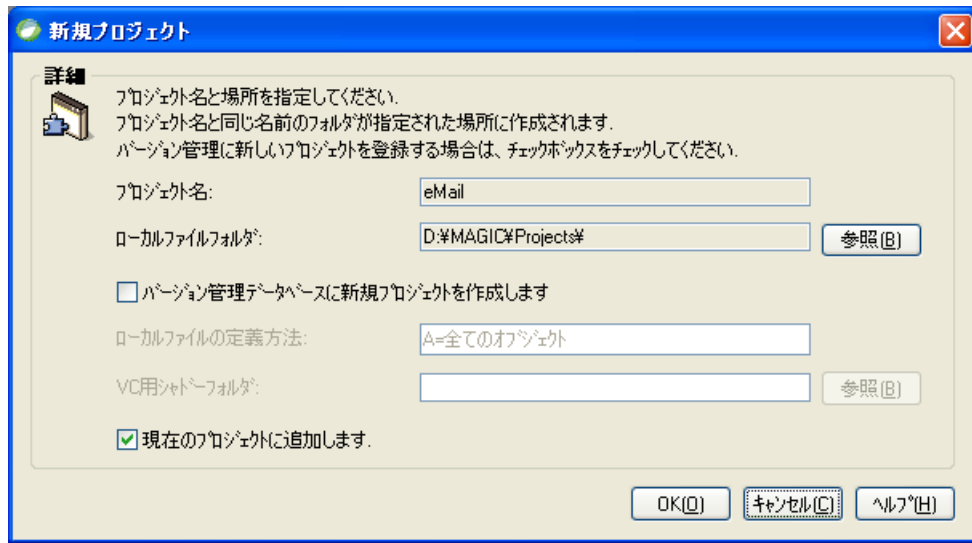 新規プロジェクト
詳細
プロジェクト名と場所を指定してください.
プロジェクト名と同じ名前のフォルダが指定された場所に作成されます.
バージョン管理に新しいプロジェクトを登録する場合は、チェックボックスをチェックしてください.
プロジェクト名: eMail
ローカルファイルフォルダ: D:¥MAGIC¥Projects¥ 参照(B)
バージョン管理データベースに新規プロジェクトを作成します
ローカルファイルの定義方法: A=全てのオブジェクト
VC用シャドーフォルダ: 参照(B)
現在のプロジェクトに追加します.
OK(O) キャンセル(C) ヘルプ(H)